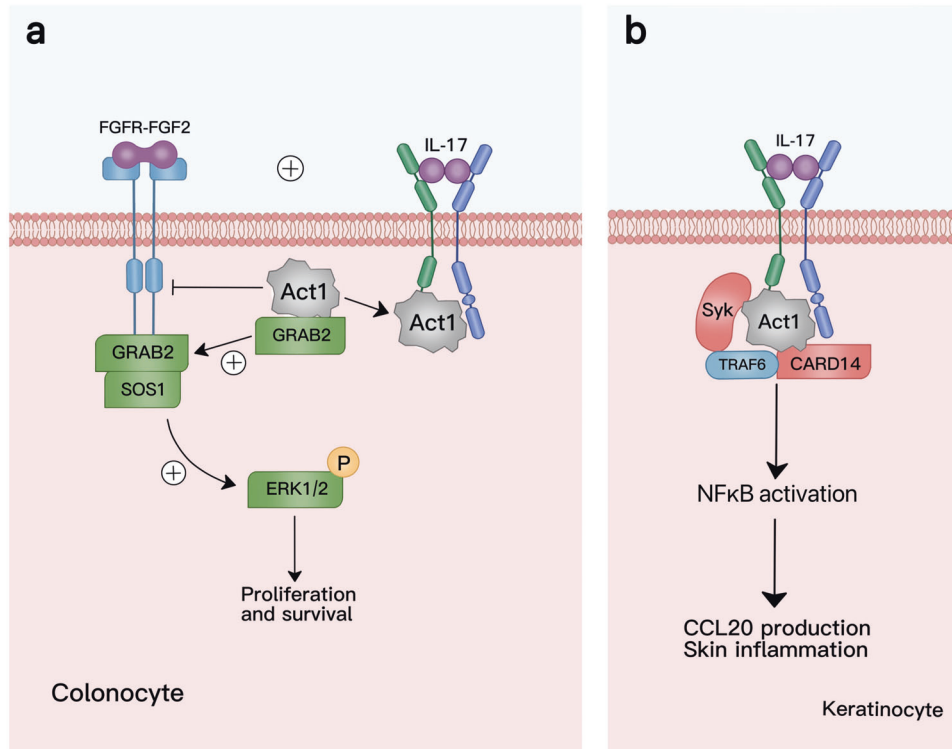 a
FGFR-FGF2
+
IL-17
Act1
GRAB2
Act1
GRAB2
SOS1
+
+
P
ERK1/2
Proliferation
and survival
Colonocyte
b
IL-17
Syk
Act1
TRAF6
CARD14
NFκB activation
CCL20 production
Skin inflammation
Keratinocyte